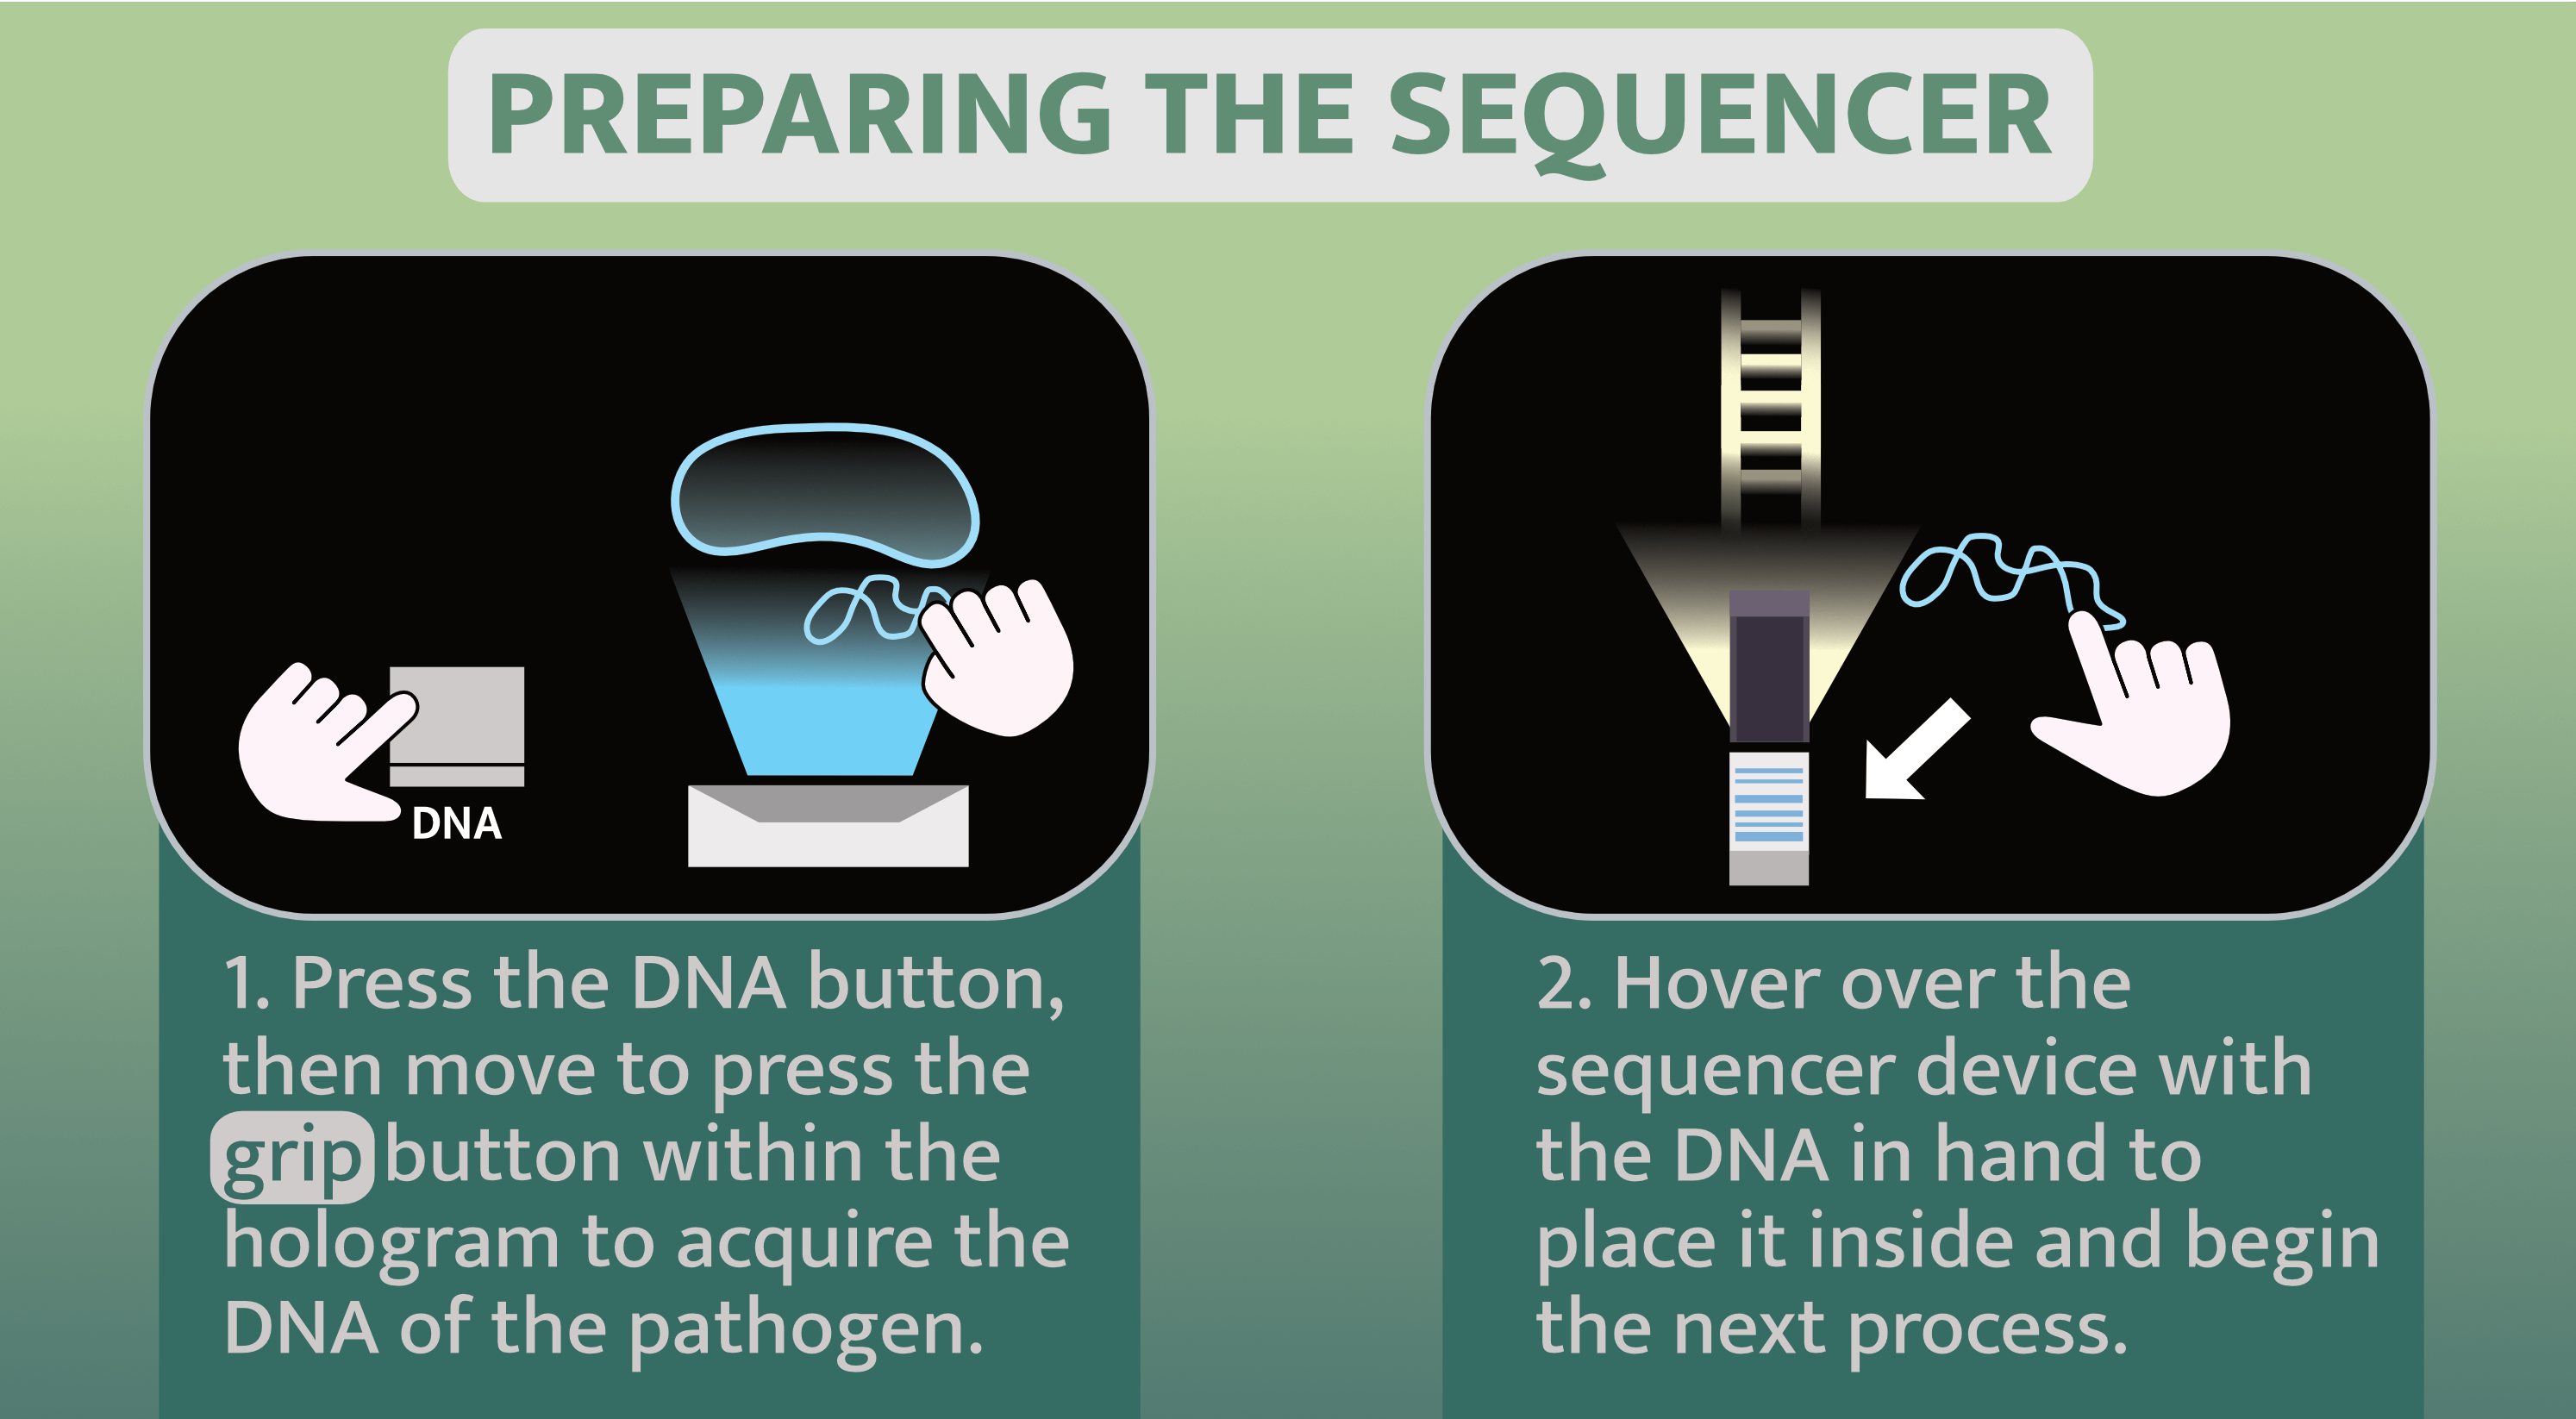 PREPARING THE SEQUENCER
DNA
1. Press the DNA button,
then move to press the
grip button within the
hologram to acquire the
DNA of the pathogen.
2. Hover over the
sequencer device with
the DNA in hand to
place it inside and begin
the next process.